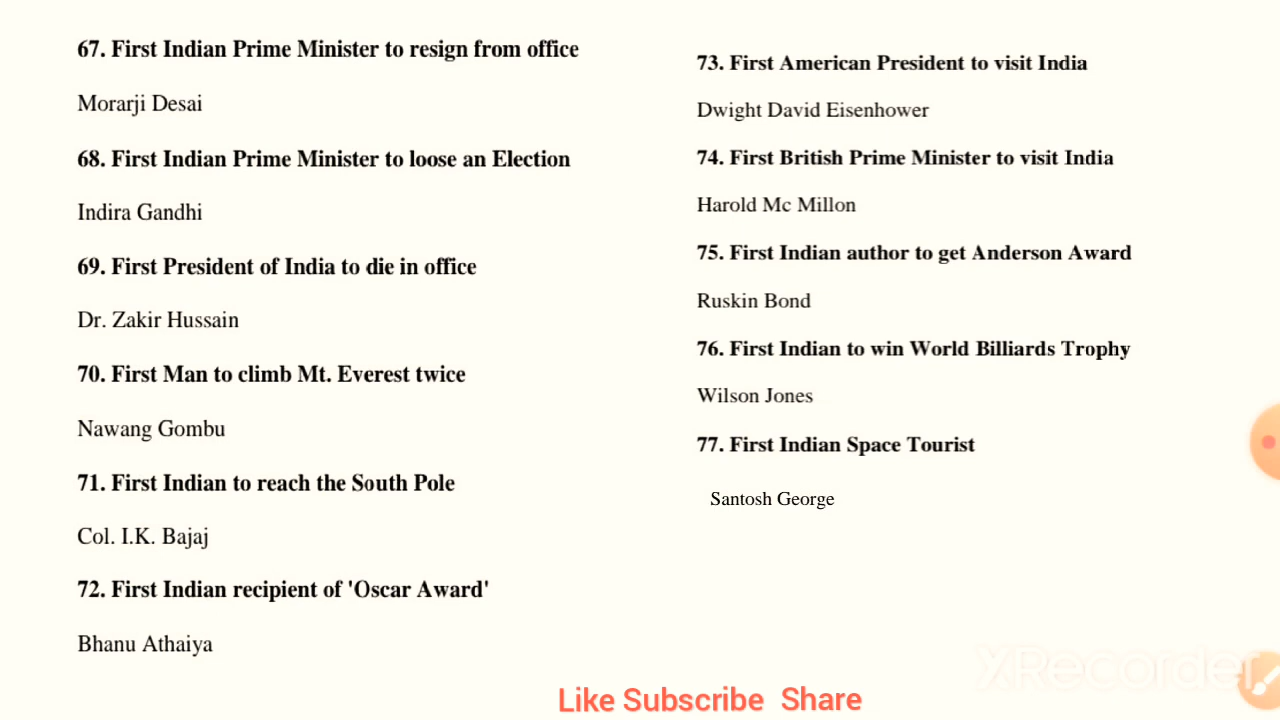 67. First Indian Prime Minister to resign from office
Morarji Desai
68. First Indian Prime Minister to loose an Election
Indira Gandhi
69. First President of India to die in office
Dr. Zakir Hussain
70. First Man to climb Mt. Everest twice
Nawang Gombu
71. First Indian to reach the South Pole
Col. I.K. Bajaj
72. First Indian recipient of 'Oscar Award'
Bhanu Athaiya
73. First American President to visit India
Dwight David Eisenhower
74. First British Prime Minister to visit India
Harold Mc Millon
75. First Indian author to get Anderson Award
Ruskin Bond
76. First Indian to win World Billiards Trophy
Wilson Jones
77. First Indian Space Tourist
Santosh George
XRecorder
Like Subscribe Share